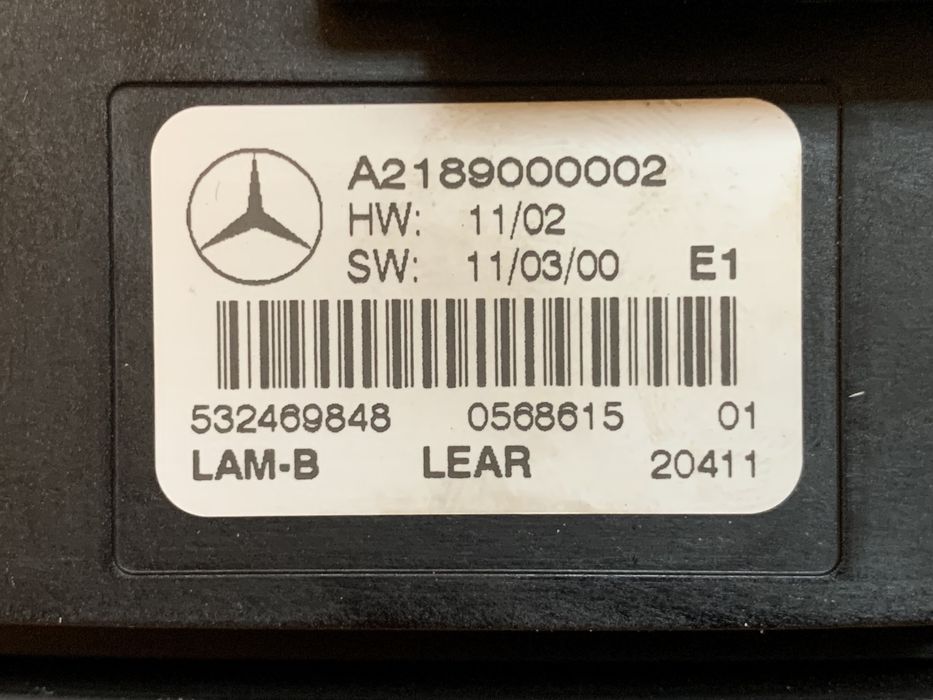 A2189000002
HW: 11/02
SW: 11/03/00 E1
532469848 0568615 01
LAM-B LEAR 20411